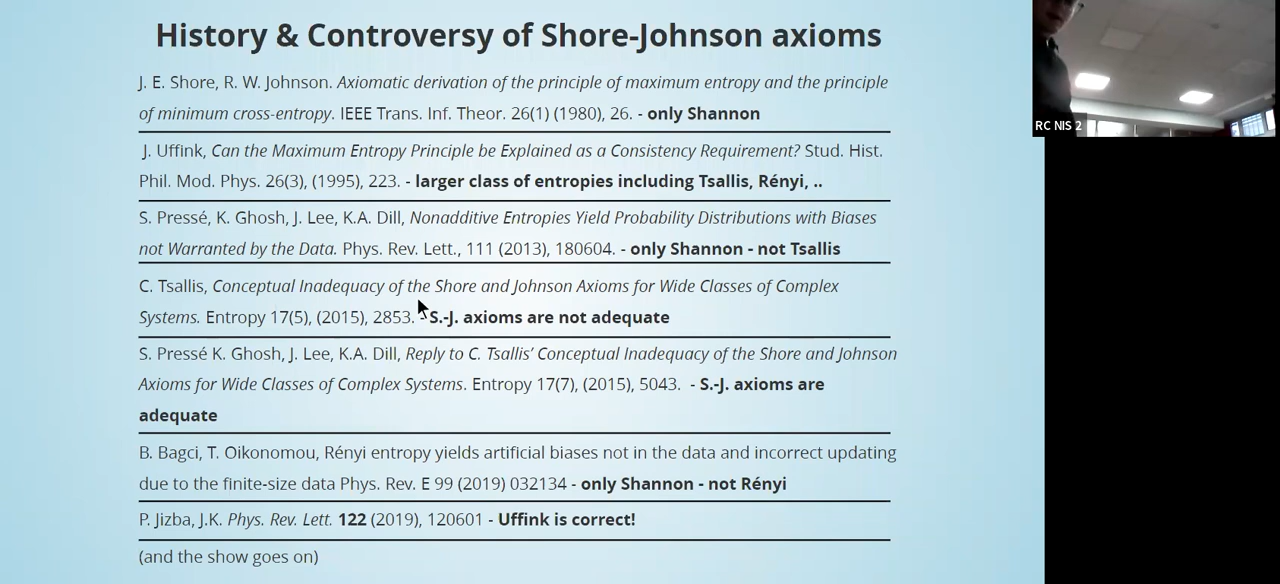 History & Controversy of Shore-Johnson axioms
J. E. Shore, R. W. Johnson. Axiomatic derivation of the principle of maximum entropy and the principle
of minimum cross-entropy. IEEE Trans. Inf. Theor. 26(1) (1980), 26. - only Shannon
J. Uffink, Can the Maximum Entropy Principle be Explained as a Consistency Requirement? Stud. Hist.
Phil. Mod. Phys. 26(3), (1995), 223. - larger class of entropies including Tsallis, Rényi, ..
S. Pressé, K. Ghosh, J. Lee, K.A. Dill, Nonadditive Entropies Yield Probability Distributions with Biases
not Warranted by the Data. Phys. Rev. Lett., 111 (2013), 180604. - only Shannon - not Tsallis
C. Tsallis, Conceptual Inadequacy of the Shore and Johnson Axioms for Wide Classes of Complex
Systems. Entropy 17(5), (2015), 2853. - S.-J. axioms are not adequate
S. Pressé K. Ghosh, J. Lee, K.A. Dill, Reply to C. Tsallis’ Conceptual Inadequacy of the Shore and Johnson
Axioms for Wide Classes of Complex Systems. Entropy 17(7), (2015), 5043. - S.-J. axioms are
adequate
B. Bagci, T. Oikonomou, Rényi entropy yields artificial biases not in the data and incorrect updating
due to the finite-size data Phys. Rev. E 99 (2019) 032134 - only Shannon - not Rényi
P. Jizba, J.K. Phys. Rev. Lett. 122 (2019), 120601 - Uffink is correct!
(and the show goes on)
RC NIS 2